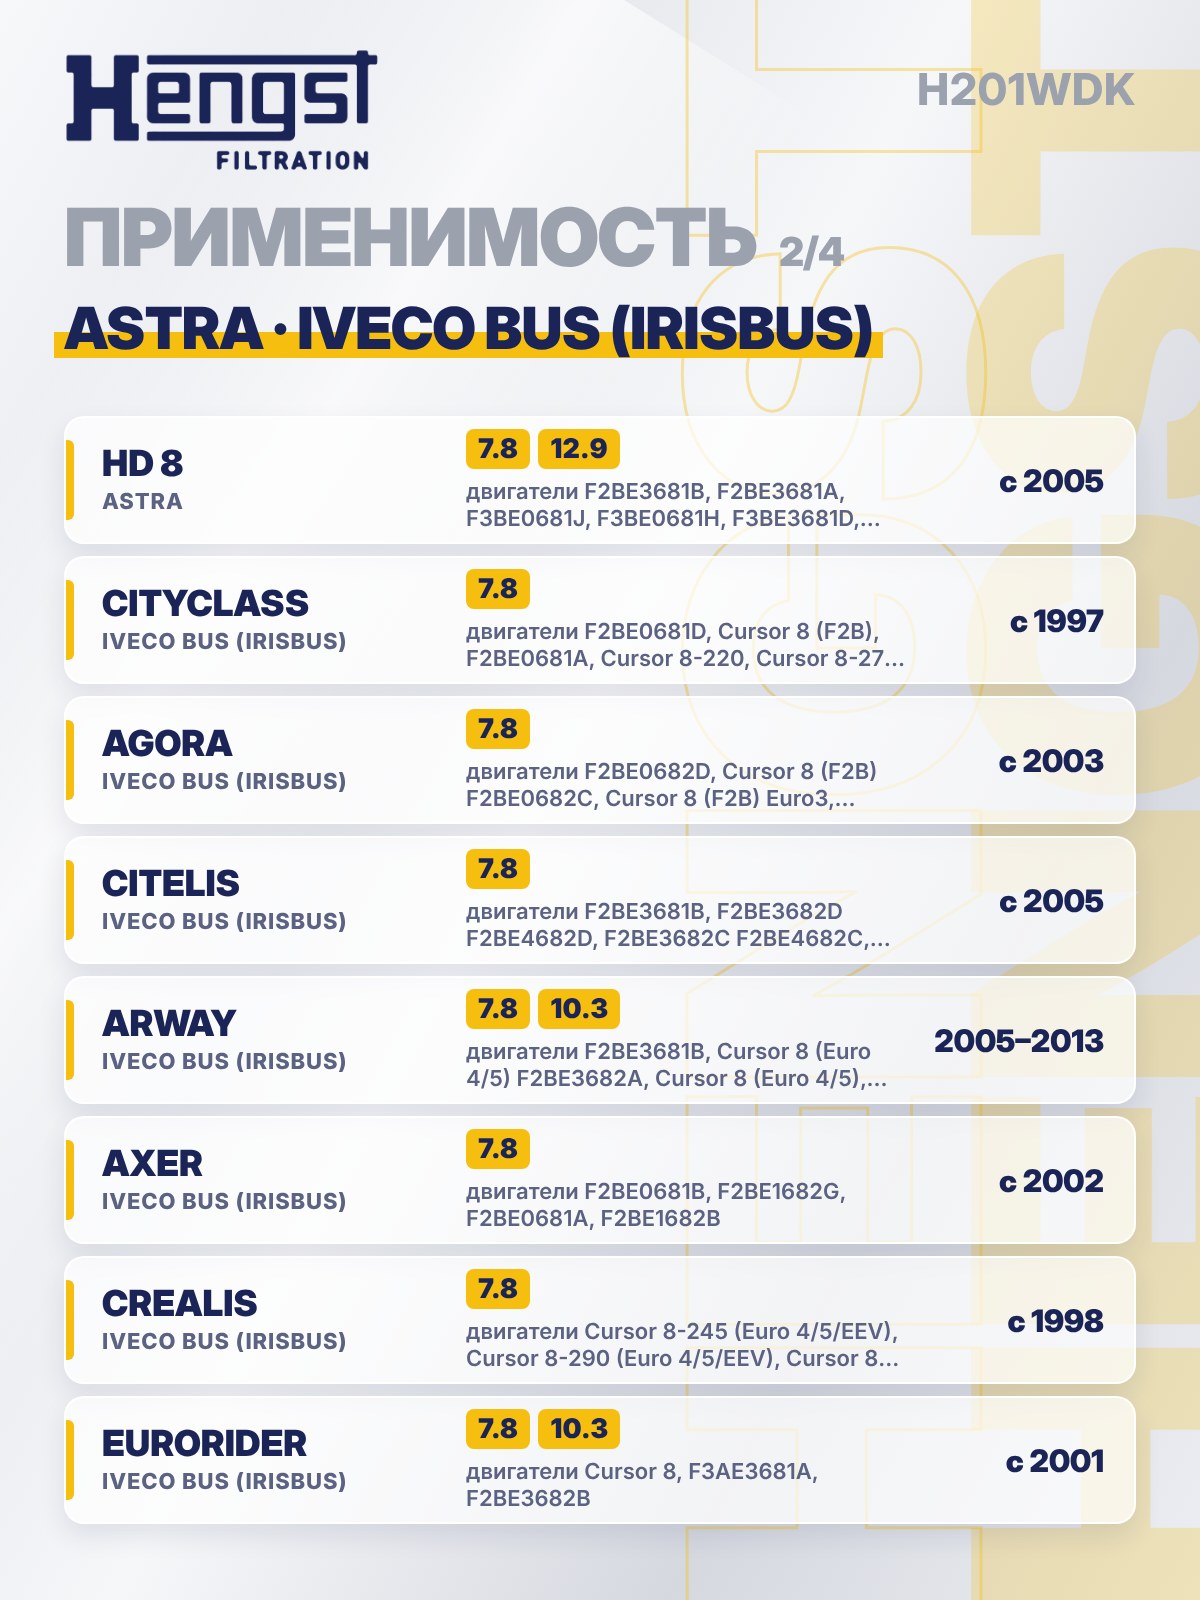 Hengst
FILTRATION
H201WDK
ПРИМЕНИМОСТЬ 2/4
ASTRA · IVECO BUS (IRISBUS)
HD 8
ASTRA
7.8 12.9
двигатели F2BE3681B, F2BE3681A,
F3BE0681J, F3BE0681H, F3BE3681D,...
с 2005
CITYCLASS
IVECO BUS (IRISBUS)
7.8
двигатели F2BE0681D, Cursor 8 (F2B),
F2BE0681A, Cursor 8-220, Cursor 8-27...
с 1997
AGORA
IVECO BUS (IRISBUS)
7.8
двигатели F2BE0682D, Cursor 8 (F2B)
F2BE0682C, Cursor 8 (F2B) Euro3,...
с 2003
CITELIS
IVECO BUS (IRISBUS)
7.8
двигатели F2BE3681B, F2BE3682D
F2BE4682D, F2BE3682C F2BE4682C,...
с 2005
ARWAY
IVECO BUS (IRISBUS)
7.8 10.3
двигатели F2BE3681B, Cursor 8 (Euro
4/5) F2BE3682A, Cursor 8 (Euro 4/5),...
2005–2013
AXER
IVECO BUS (IRISBUS)
7.8
двигатели F2BE0681B, F2BE1682G,
F2BE0681A, F2BE1682B
с 2002
CREALIS
IVECO BUS (IRISBUS)
7.8
двигатели Cursor 8-245 (Euro 4/5/EEV),
Cursor 8-290 (Euro 4/5/EEV), Cursor 8...
с 1998
EURORIDER
IVECO BUS (IRISBUS)
7.8 10.3
двигатели Cursor 8, F3AE3681A,
F2BE3682B
с 2001
HENGST
HENGST